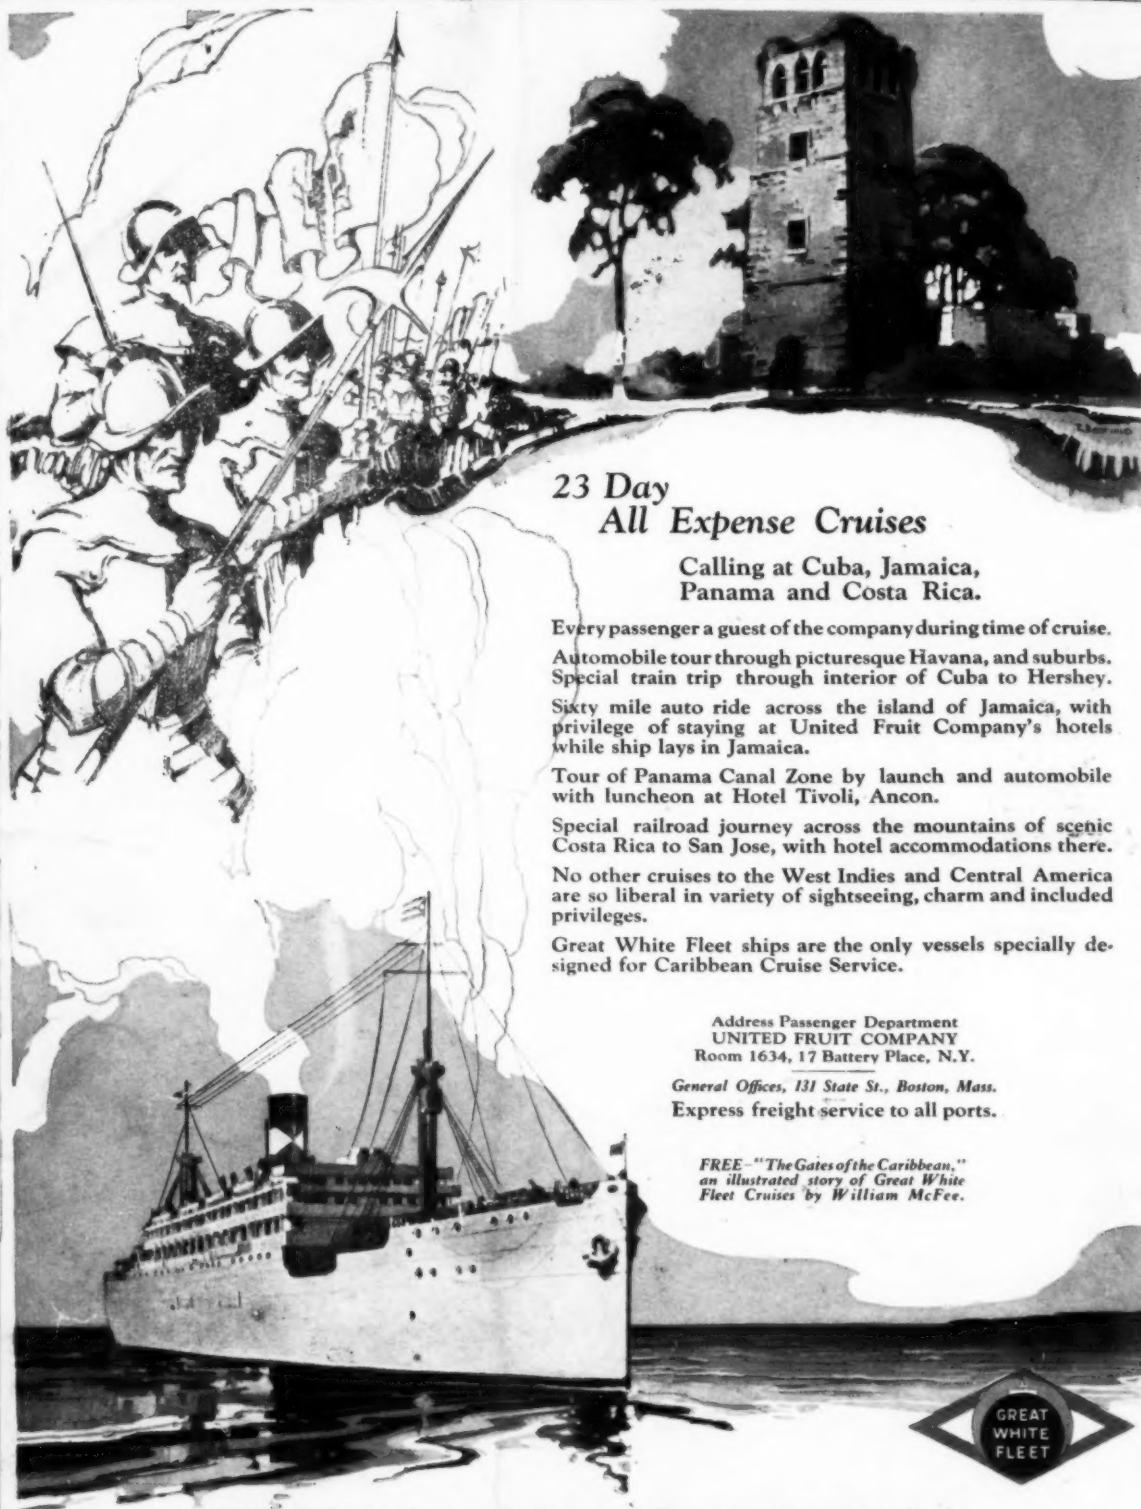 23 Day
All Expense Cruises
Calling at Cuba, Jamaica,
Panama and Costa Rica.
Every passenger a guest of the company during time of cruise.
Automobile tour through picturesque Havana, and suburbs.
Special train trip through interior of Cuba to Hershey.
Sixty mile auto ride across the island of Jamaica, with
privilege of staying at United Fruit Company's hotels
while ship lays in Jamaica.
Tour of Panama Canal Zone by launch and automobile
with luncheon at Hotel Tivoli, Ancon.
Special railroad journey across the mountains of scenic
Costa Rica to San Jose, with hotel accommodations there.
No other cruises to the West Indies and Central America
are so liberal in variety of sightseeing, charm and included
privileges.
Great White Fleet ships are the only vessels specially de-
signed for Caribbean Cruise Service.
Address Passenger Department
UNITED FRUIT COMPANY
Room 1634, 17 Battery Place, N.Y.
General Offices, 131 State St., Boston, Mass.
Express freight service to all ports.
FREE—"The Gates of the Caribbean,"
an illustrated story of Great White
Fleet Cruises by William McFee.
GREAT
WHITE
FLEET